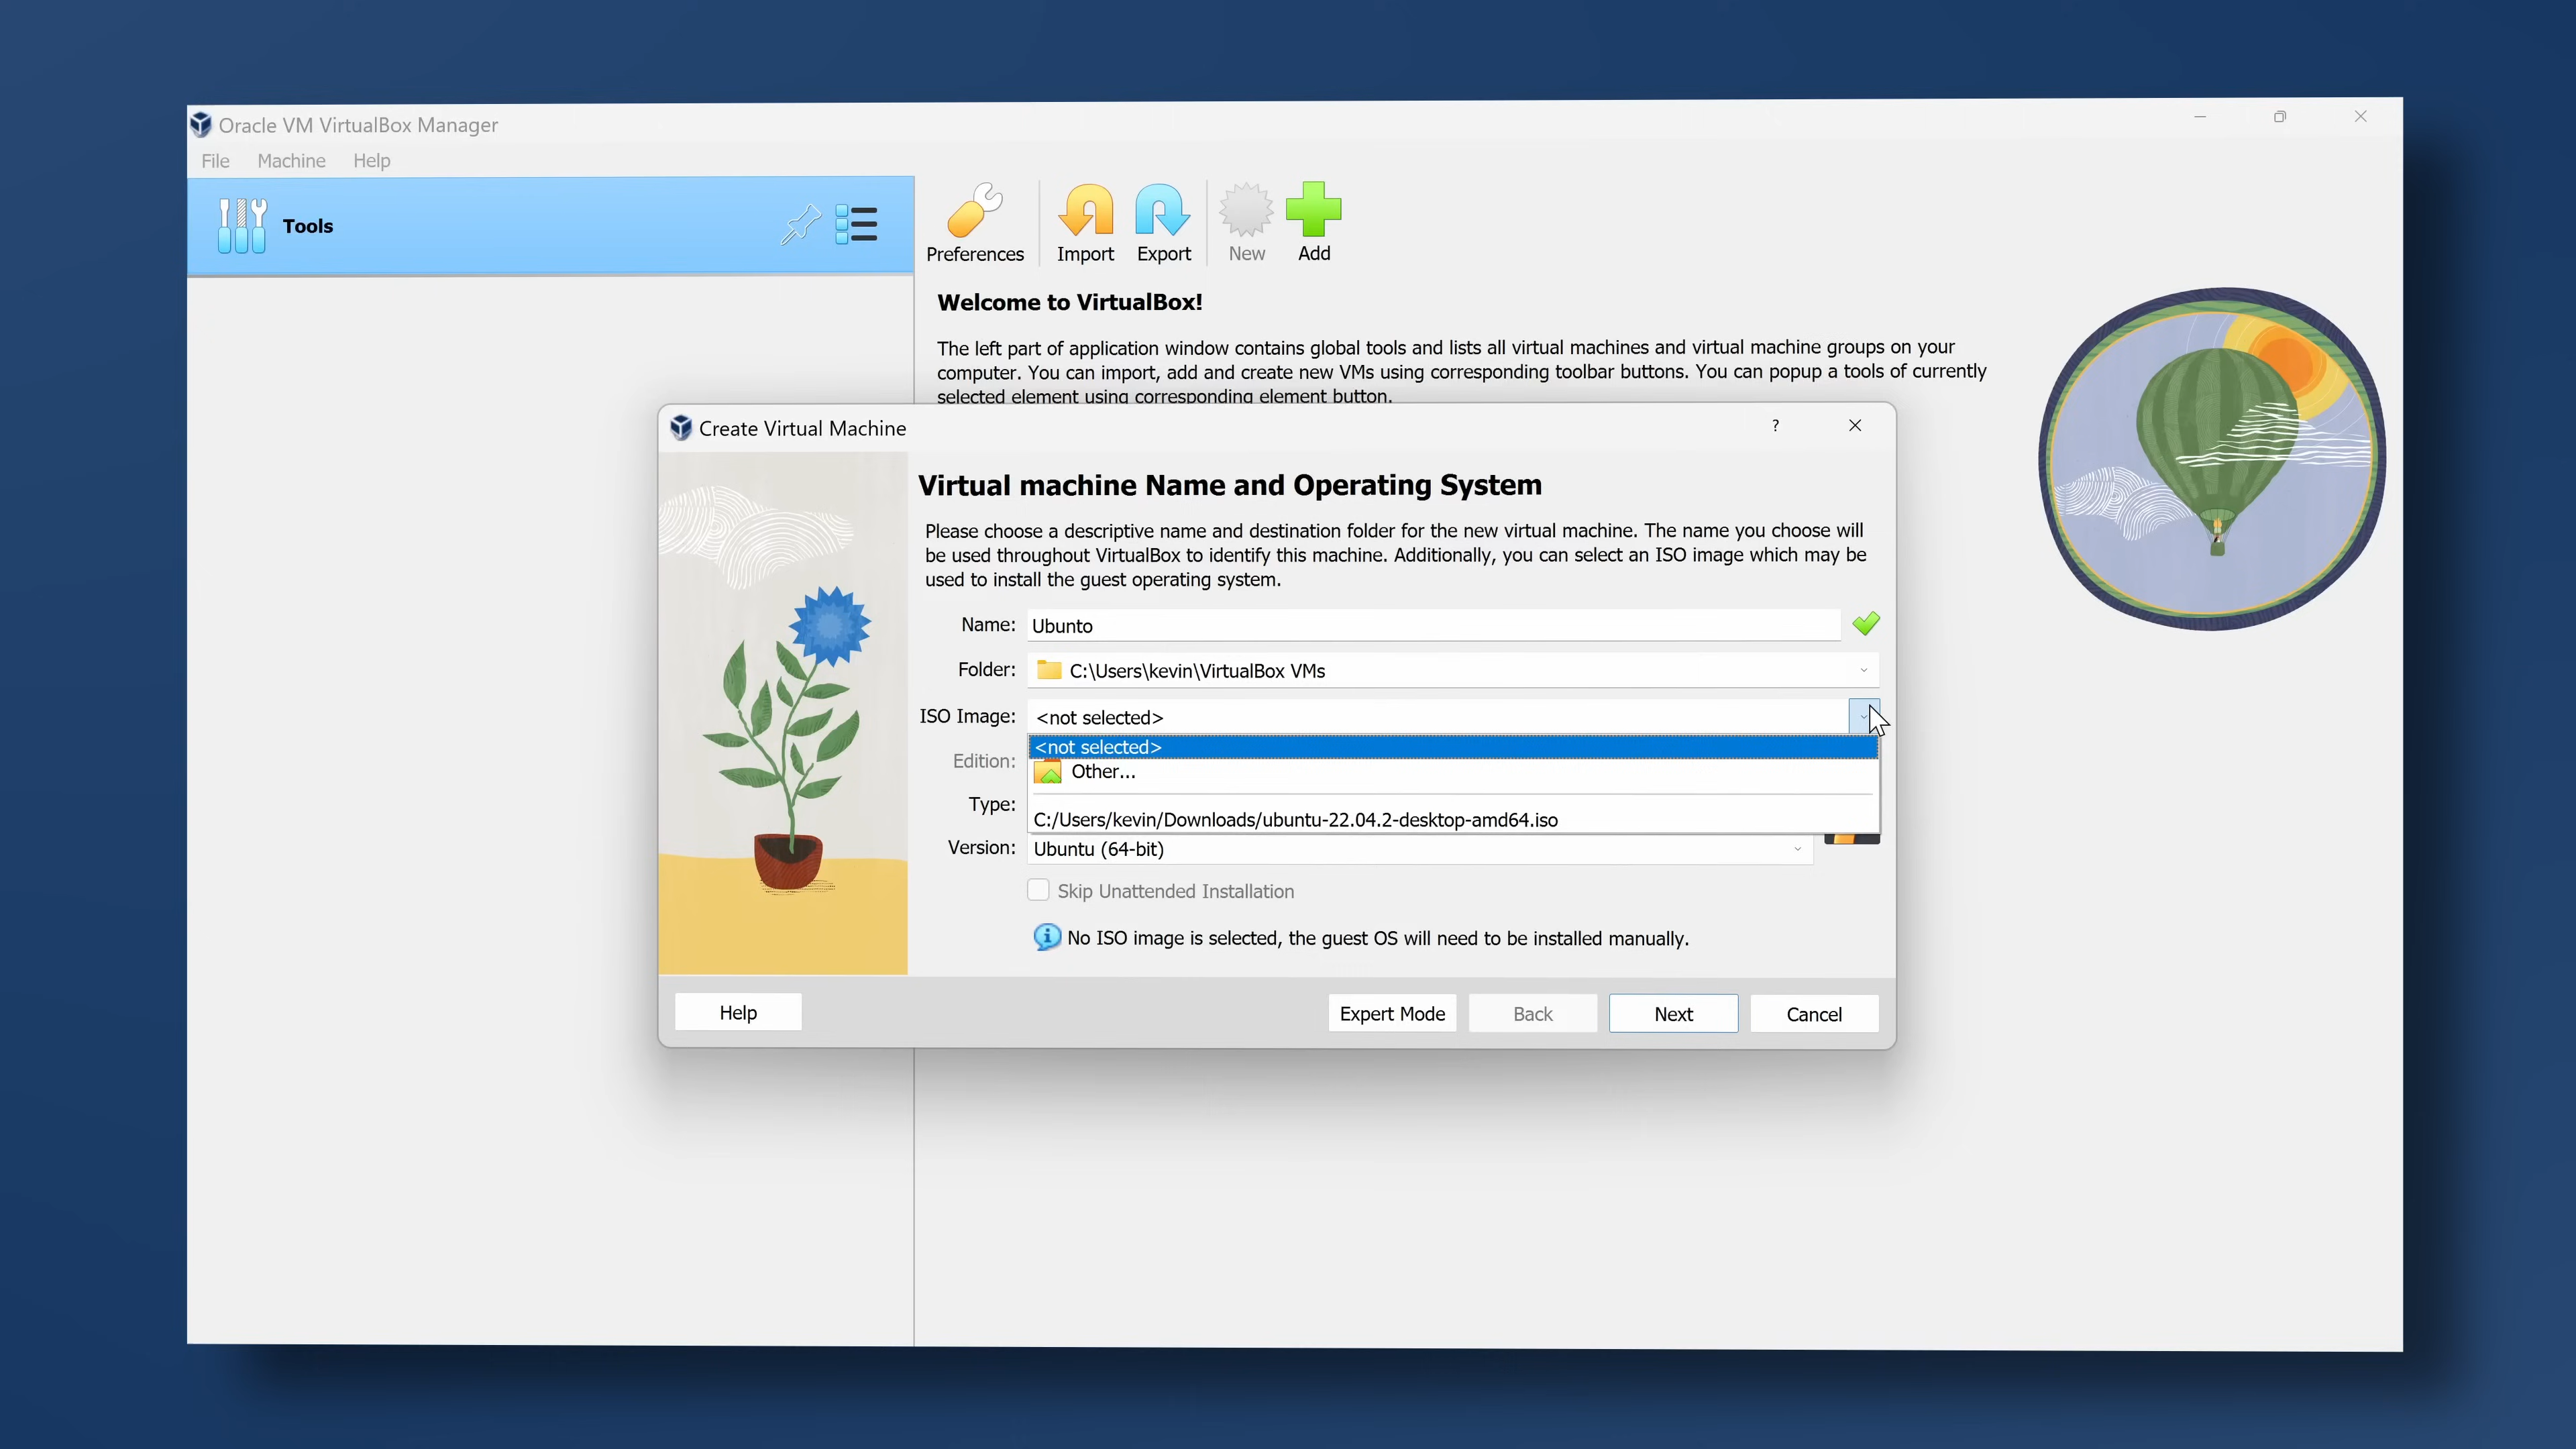 Oracle VM VirtualBox Manager
File Machine Help
Tools
Preferences Import Export New Add
Welcome to VirtualBox!
The left part of application window contains global tools and lists all virtual machines and virtual machine groups on your
computer. You can import, add and create new VMs using corresponding toolbar buttons. You can popup a tools of currently
selected element using corresponding element button.
Create Virtual Machine
?
Virtual machine Name and Operating System
Please choose a descriptive name and destination folder for the new virtual machine. The name you choose will
be used throughout VirtualBox to identify this machine. Additionally, you can select an ISO image which may be
used to install the guest operating system.
Name: Ubunto
Folder: C:\Users\kevin\VirtualBox VMs
ISO Image: <not selected>
<not selected>
Edition:
Other...
Type:
C:/Users/kevin/Downloads/ubuntu-22.04.2-desktop-amd64.iso
Version: Ubuntu (64-bit)
Skip Unattended Installation
No ISO image is selected, the guest OS will need to be installed manually.
Help Expert Mode Back Next Cancel